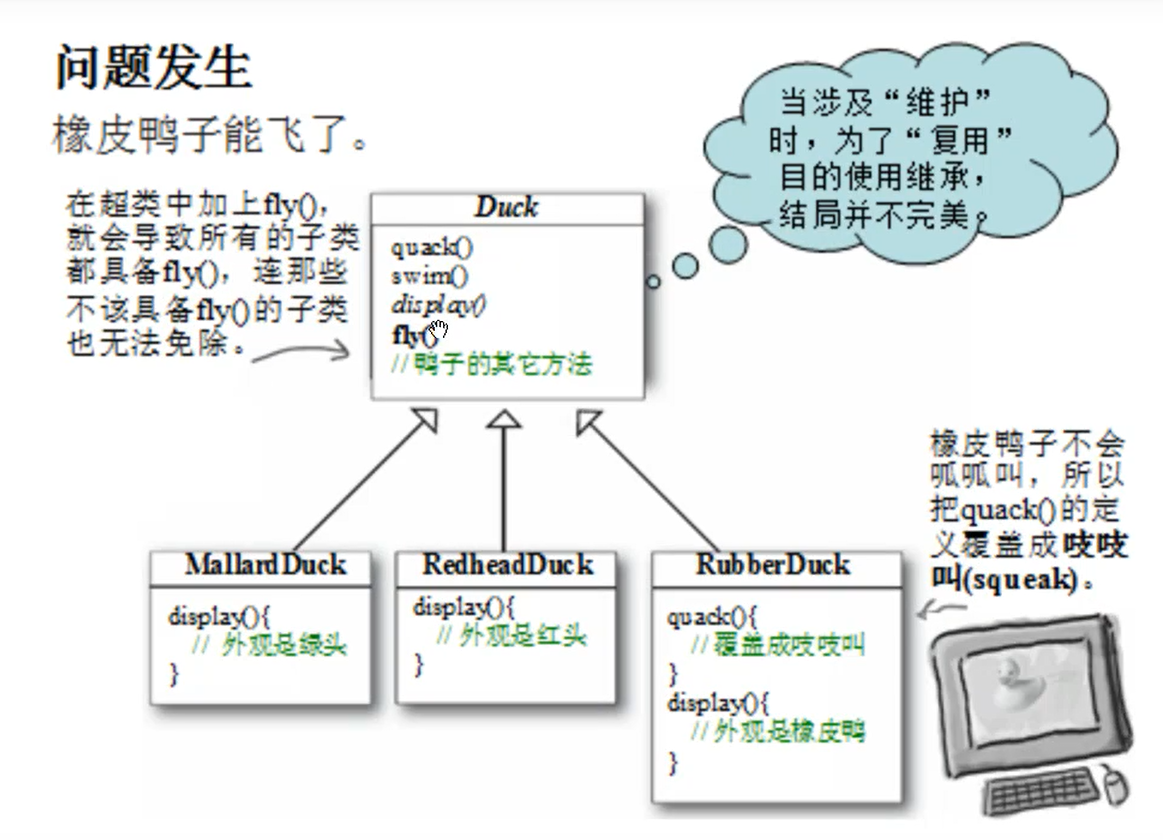 问题发生
橡皮鸭子能飞了。
当涉及“维护”
时，为了“复用”
目的使用继承，
结局并不完美。
在超类中加上fly()，
就会导致所有的子类
都具备fly()，连那些
不该具备fly()的子类
也无法免除。
Duck
quack()
swim()
display()
fly()
//鸭子的其它方法
MallardDuck
display(){
// 外观是绿头
}
RedheadDuck
display(){
// 外观是红头
}
RubberDuck
quack(){
//覆盖成吱吱叫
}
display(){
//外观是橡皮鸭
}
橡皮鸭子不会
呱呱叫，所以
把quack()的定
义覆盖成吱吱
叫(squeak)。